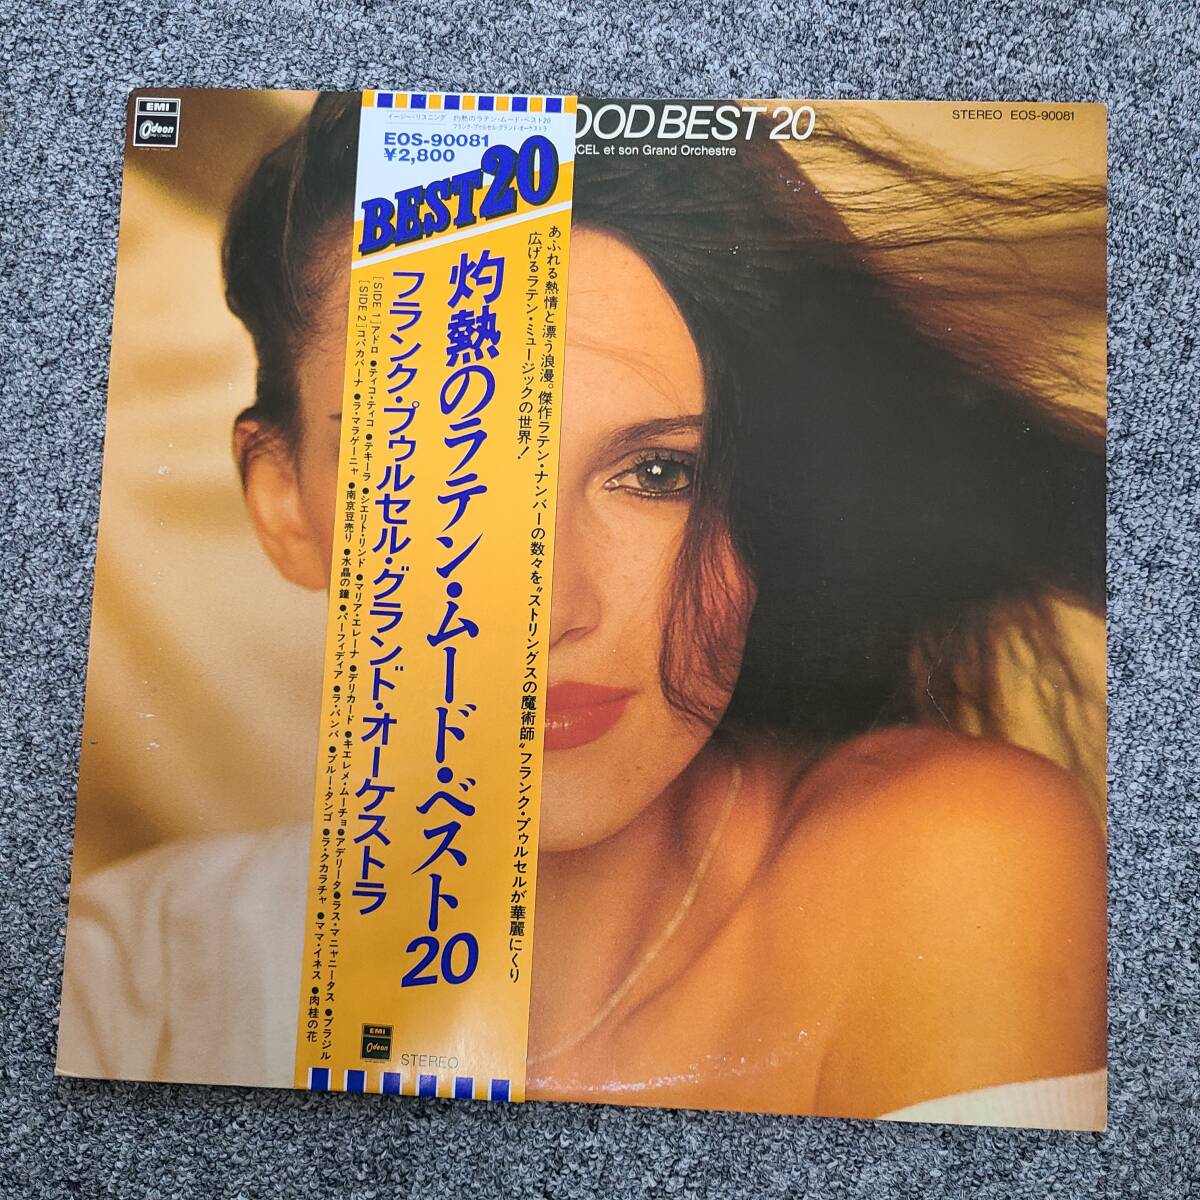 EMI
Odeon
OOD BEST 20
RCEL et son Grand Orchestre
STEREO EOS-90081
イージー・リスニング 灼熱のラテン・ムード・ベスト20
フランク・プゥルセル・グランド・オーケストラ
EOS-90081
¥2,800
BEST20
あふれる熱情と漂う浪漫。傑作ラテン・ナンバーの数々を"ストリングスの魔術師"フランク・プゥルセルが華麗にくり
広げるラテン・ミュージックの世界!
灼熱のラテン・ムード・ベスト20
フランク・プゥルセル・グランド・オーケストラ
[SIDE 1]アドロ●ティコ・ティコ●テキーラ●シエリト・リンド●マリア・エレーナ●デリカード●キエレメ・ムーチョ●アデリータ●ラス・マニャニータス●ブラジル
[SIDE 2]コパカバーナ●ラ・マラゲーニャ●南京豆売り●水晶の鐘●パーフィディア●ラ・バンバ●ブルー・タンゴ●ラ・クカラチャ●ママ・イネス●肉桂の花
EMI
Odeon
STEREO